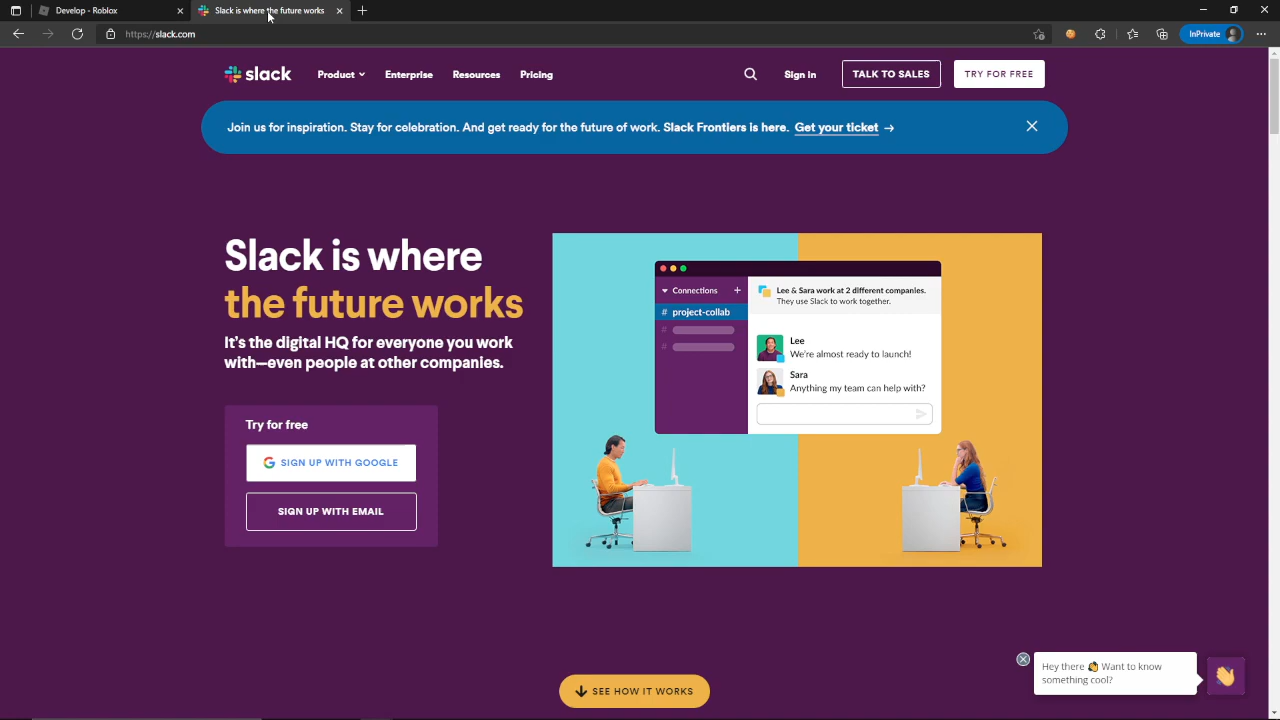 Develop - Roblox
Slack is where the future works
https://slack.com
InPrivate
slack
Product
Enterprise
Resources
Pricing
Sign in
TALK TO SALES
TRY FOR FREE
Join us for inspiration. Stay for celebration. And get ready for the future of work. Slack Frontiers is here. Get your ticket →
Slack is where
the future works
It's the digital HQ for everyone you work
with—even people at other companies.
Try for free
SIGN UP WITH GOOGLE
SIGN UP WITH EMAIL
Connections +
# project-collab
#
#
Lee & Sara work at 2 different companies.
They use Slack to work together.
Lee
We're almost ready to launch!
Sara
Anything my team can help with?
SEE HOW IT WORKS
Hey there 👋 Want to know
something cool?